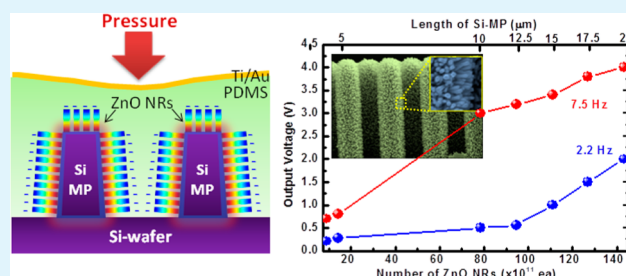 Pressure
Ti/Au
PDMS
ZnO NRs
Si
MP
Si
MP
Si-wafer
Length of Si-MP (μm)
5 10 12.5 15 17.5
Output Voltage (V)
4.5
4.0
3.5
3.0
2.5
2.0
1.5
1.0
0.5
0.0
7.5 Hz
2.2 Hz
20 40 60 80 100 120 140
Number of ZnO NRs (x10¹¹ ea)